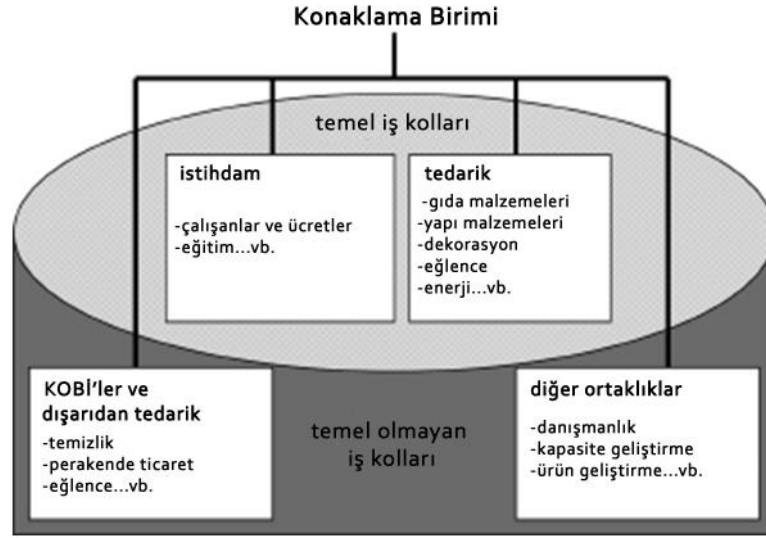 Konaklama Birimi
temel iş kolları
istihdam
-çalışanlar ve ücretler
-eğitim...vb.
tedarik
-gıda malzemeleri
-yapı malzemeleri
-dekorasyon
-eğlence
-enerji...vb.
KOBİ'ler ve
dışarıdan tedarik
-temizlik
-perakende ticaret
-eğlence...vb.
temel olmayan
iş kolları
diğer ortaklıklar
-danışmanlık
-kapasite geliştirme
-ürün geliştirme...vb.